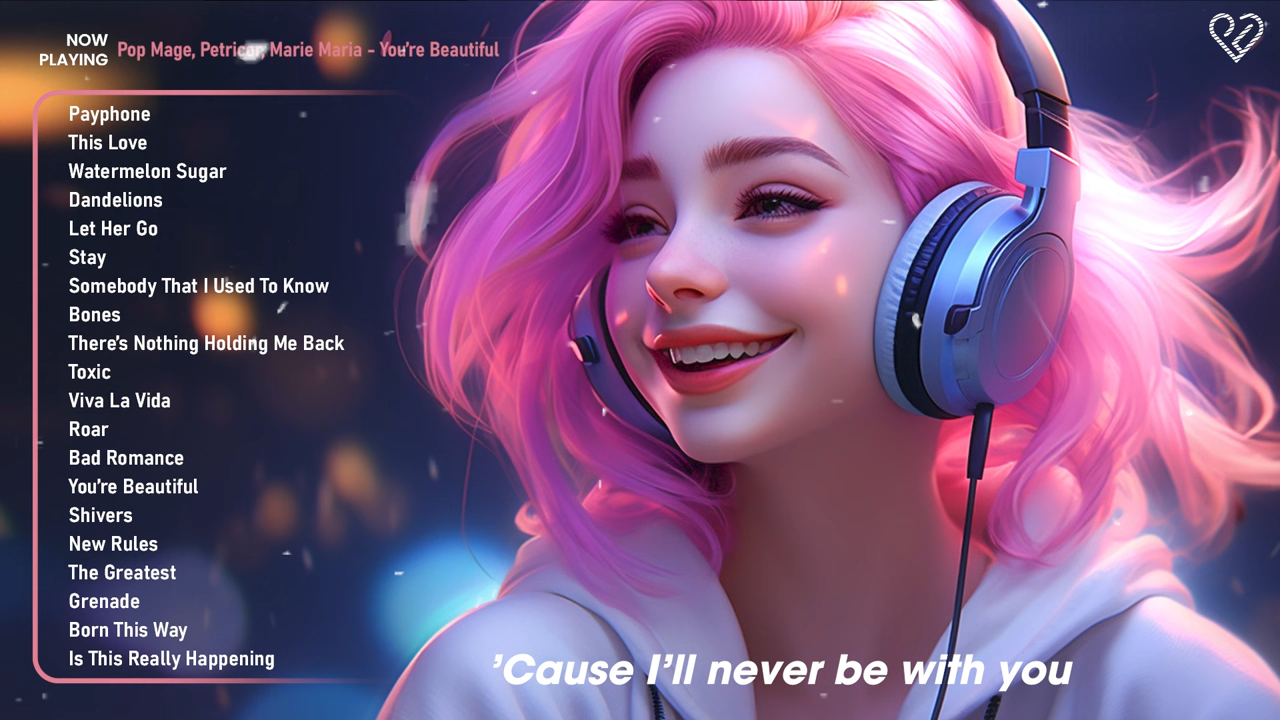 NOW
PLAYING
Pop Mage, Petricor, Marie María - You're Beautiful
Payphone
This Love
Watermelon Sugar
Dandelions
Let Her Go
Stay
Somebody That I Used To Know
Bones
There's Nothing Holding Me Back
Toxic
Viva La Vida
Roar
Bad Romance
You're Beautiful
Shivers
New Rules
The Greatest
Grenade
Born This Way
Is This Really Happening
’Cause I’ll never be with you